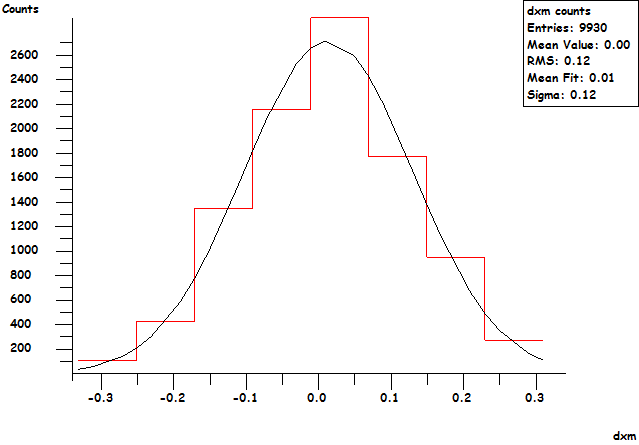 Counts
dxm counts
Entries: 9930
Mean Value: 0.00
RMS: 0.12
Mean Fit: 0.01
Sigma: 0.12
2600
2400
2200
2000
1800
1600
1400
1200
1000
800
600
400
200
-0.3 -0.2 -0.1 0.0 0.1 0.2 0.3
dxm